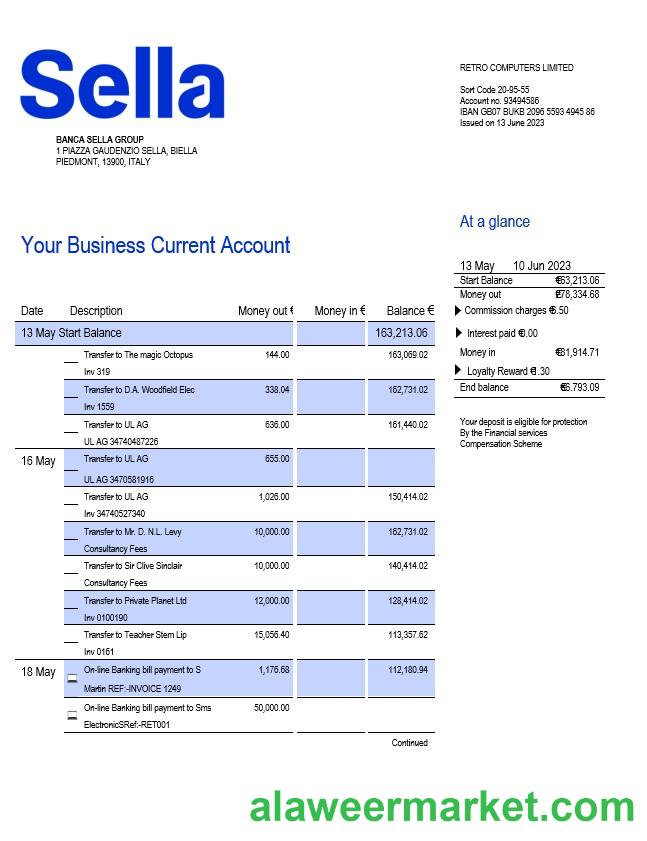 Sella
RETRO COMPUTERS LIMITED
Sort Code 20-95-55
Account no. 93494586
IBAN GB07 BUKB 2096 5593 4945 86
Issued on 13 June 2023
BANCA SELLA GROUP
1 PIAZZA GAUDENZIO SELLA, BIELLA
PIEDMONT, 13900, ITALY
At a glance
Your Business Current Account
13 May 10 Jun 2023
Start Balance €63,213.06
Money out £78,334.68
Commission charges €6.50
Interest paid €0.00
Money in €31,914.71
Loyalty Reward €1.30
End balance €6.793.09
Your deposit is eligible for protection
By the Financial services
Compensation Scheme
Date Description Money out € Money in € Balance €
13 May Start Balance 163,213.06
Transfer to The magic Octopus 144.00 163,069.02
Inv 319
Transfer to D.A. Woodfield Elec 338.04 162,731.02
Inv 1559
Transfer to UL AG 636.00 161,440.02
UL AG 34740487226
16 May Transfer to UL AG 655.00
UL AG 3470581916
Transfer to UL AG 1,026.00 150,414.02
Inv 34740527340
Transfer to Mr. D. N.L. Levy 10,000.00 162,731.02
Consultancy Fees
Transfer to Sir Clive Sinclair 10,000.00 140,414.02
Consultancy Fees
Transfer to Private Planet Ltd 12,000.00 128,414.02
Inv 0100190
Transfer to Teacher Stem Lip 15,056.40 113,357.62
Inv 0161
18 May On-line Banking bill payment to S 1,176.68 112,180.94
Martin REF:-INVOICE 1249
On-line Banking bill payment to Sms 50,000.00
ElectronicSRef:-RET001
Continued
alaweermarket.com